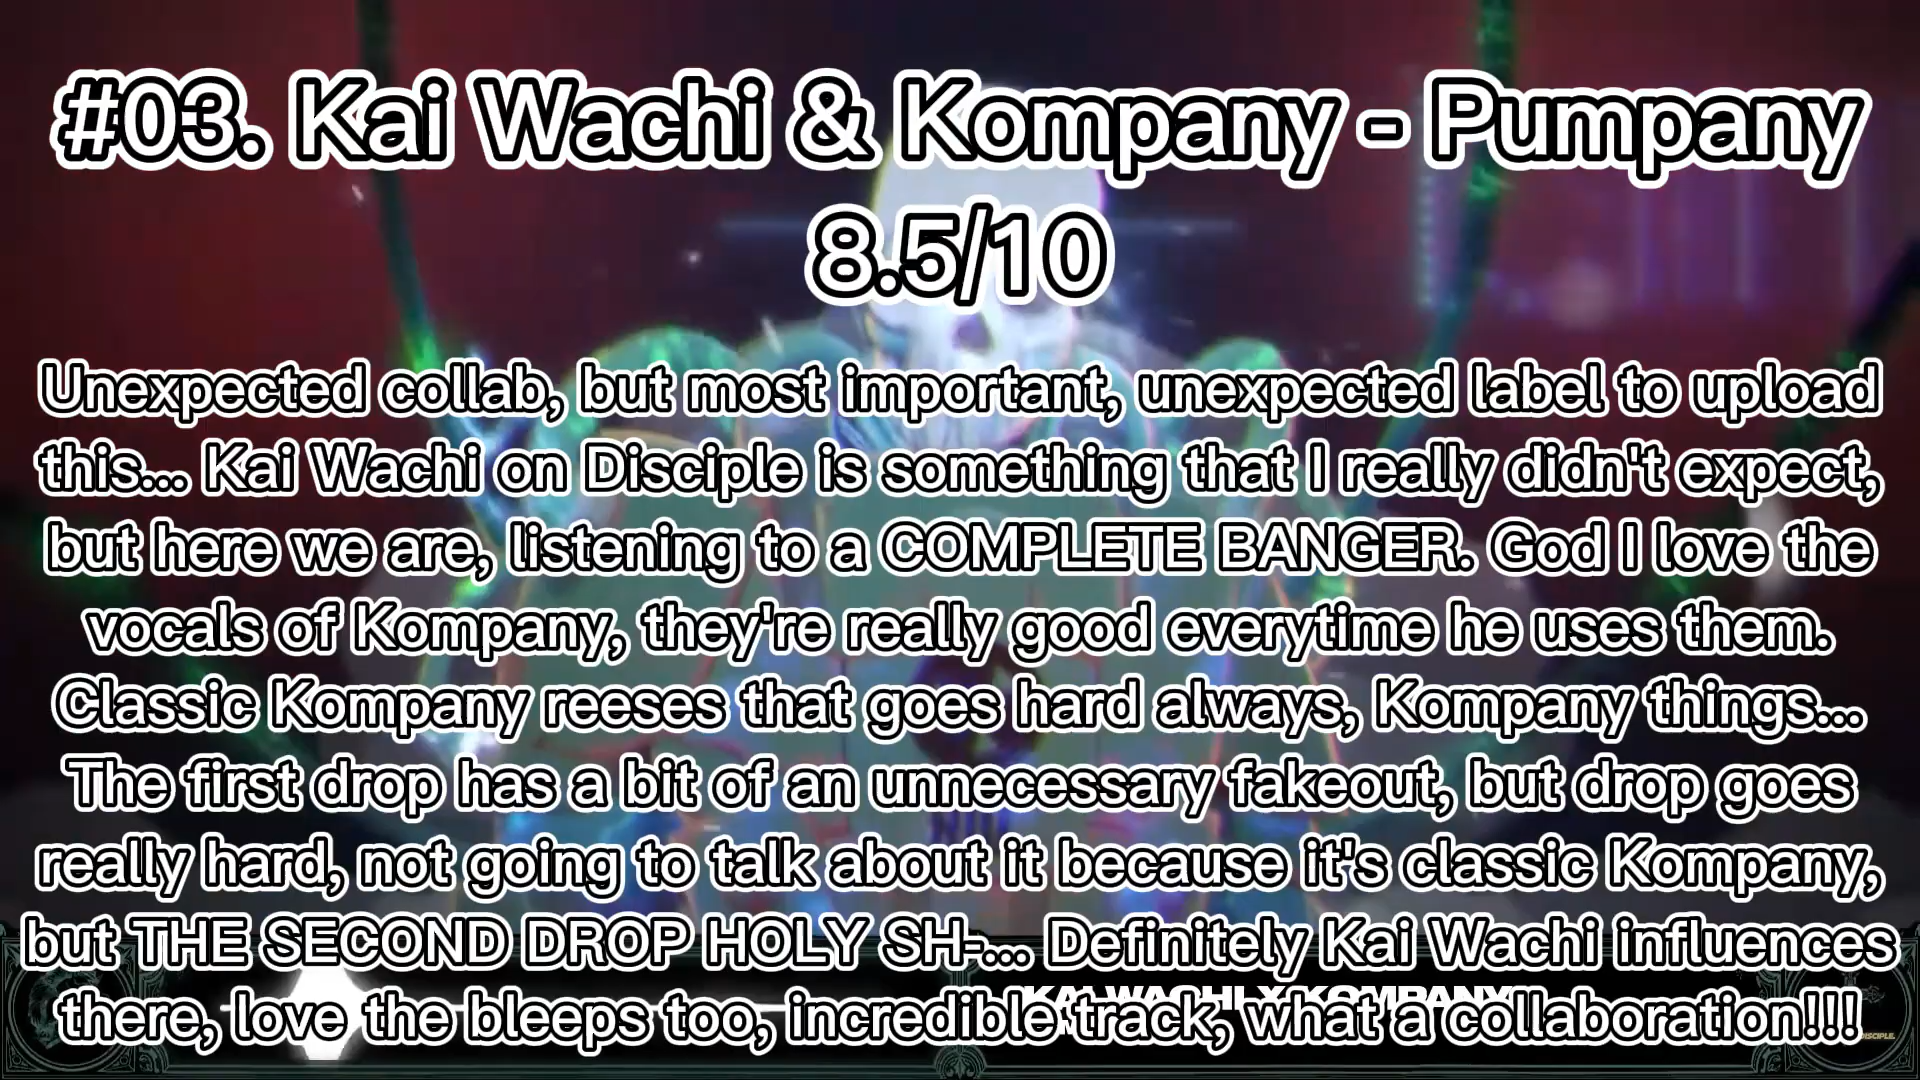 #03. Kai Wachi & Kompany - Pumpany
8.5/10
Unexpected collab, but most important, unexpected label to upload
this... Kai Wachi on Disciple is something that I really didn't expect,
but here we are, listening to a COMPLETE BANGER. God I love the
vocals of Kompany, they're really good everytime he uses them.
Classic Kompany reeses that goes hard always, Kompany things...
The first drop has a bit of an unnecessary fakeout, but drop goes
really hard, not going to talk about it because it's classic Kompany,
but THE SECOND DROP HOLY SH-... Definitely Kai Wachi influences
KAI WACHI X KOMPANY
there, love the bleeps too, incredible track, what a collaboration!!!
DISCIPLE.